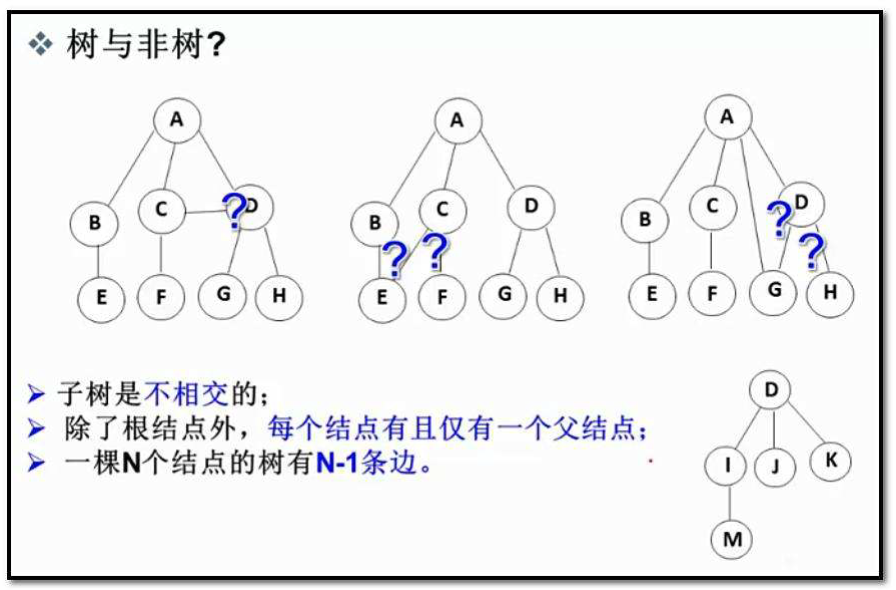 树与非树?
A A A
B C ? D B C D B C ? D
? ? ?
E F G H E F G H E F G H
子树是不相交的;
除了根结点外，每个结点有且仅有一个父结点;
一棵N个结点的树有N-1条边。
D
I J K
M